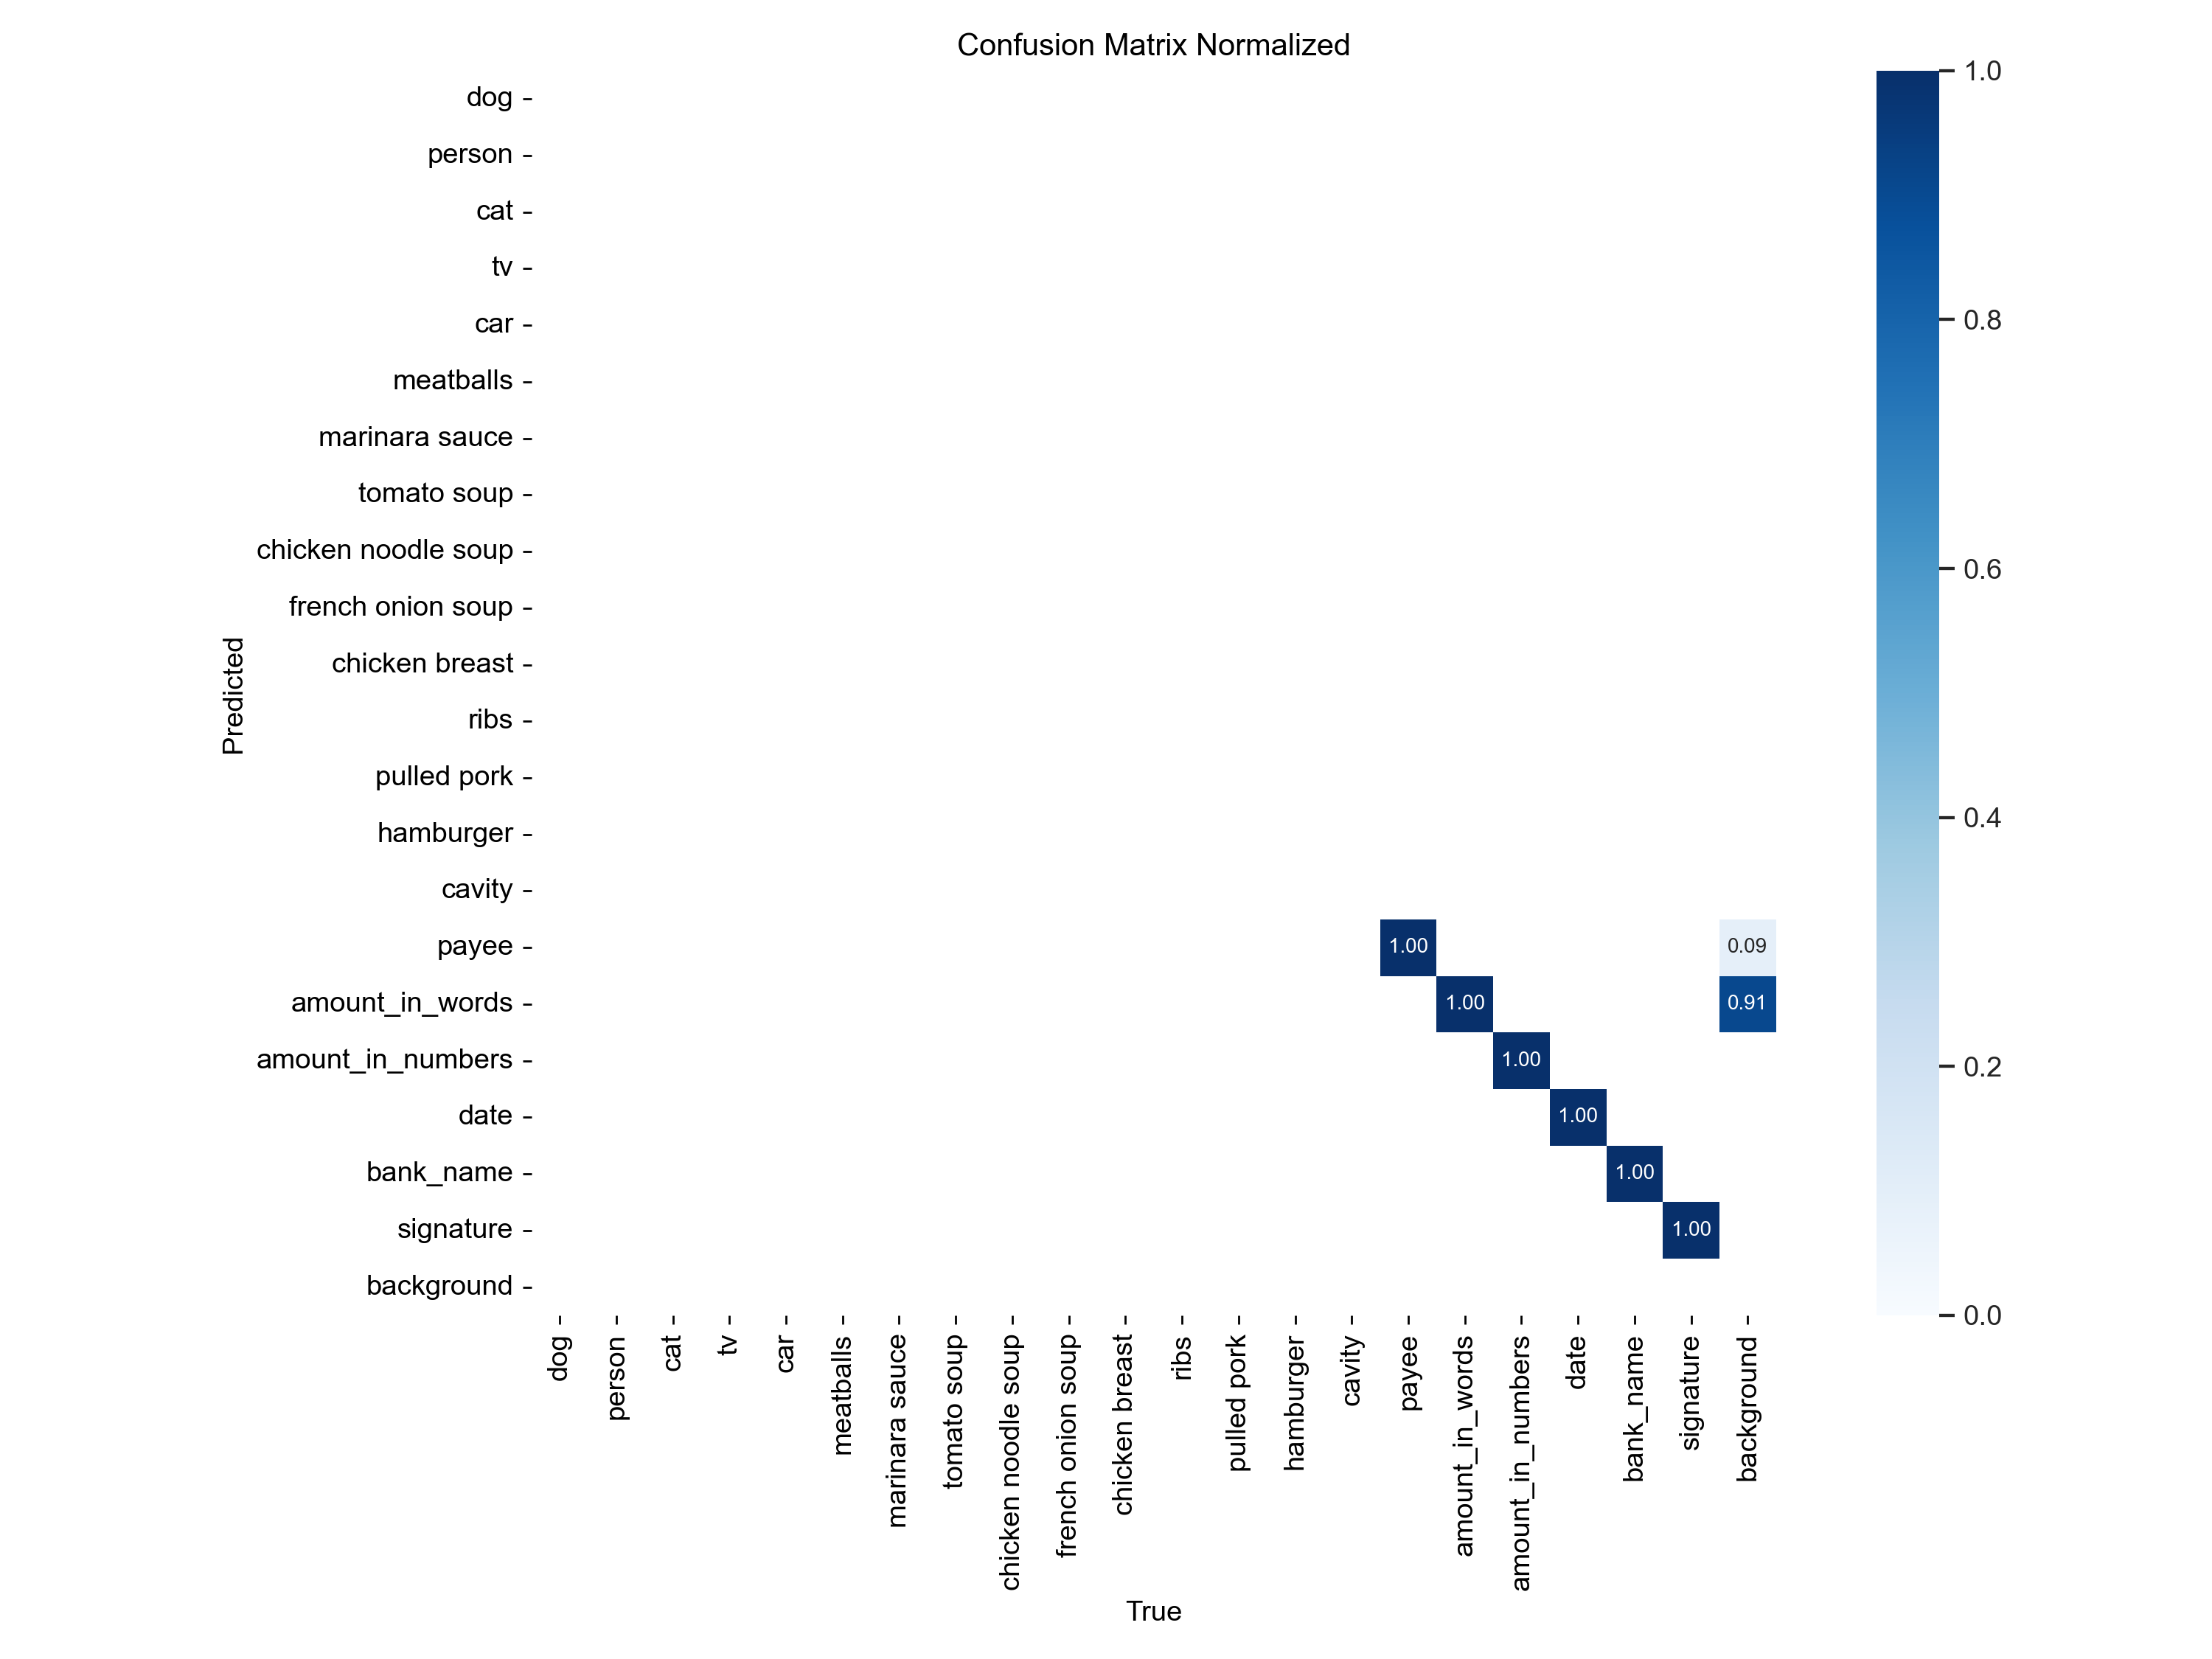 Confusion Matrix Normalized
Predicted
dog
person
cat
tv
car
meatballs
marinara sauce
tomato soup
chicken noodle soup
french onion soup
chicken breast
ribs
pulled pork
hamburger
cavity
payee 1.00 0.09
amount_in_words 1.00 0.91
amount_in_numbers 1.00
date 1.00
bank_name 1.00
signature 1.00
background
dog
person
cat
tv
car
meatballs
marinara sauce
tomato soup
chicken noodle soup
french onion soup
chicken breast
ribs
pulled pork
hamburger
cavity
payee
amount_in_words
amount_in_numbers
date
bank_name
signature
background
True
1.0
0.8
0.6
0.4
0.2
0.0